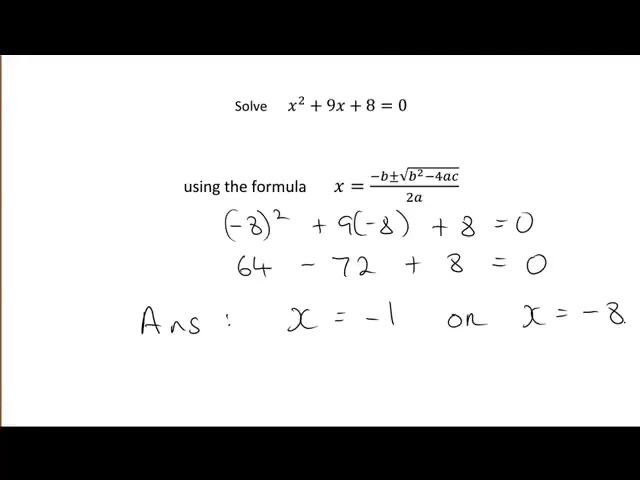 Solve x² + 9x + 8 = 0
using the formula x = (-b±√(b²−4ac))/(2a)
(-8)² + 9(-8) + 8 = 0
64 - 72 + 8 = 0
Ans : x = -1 or x = -8